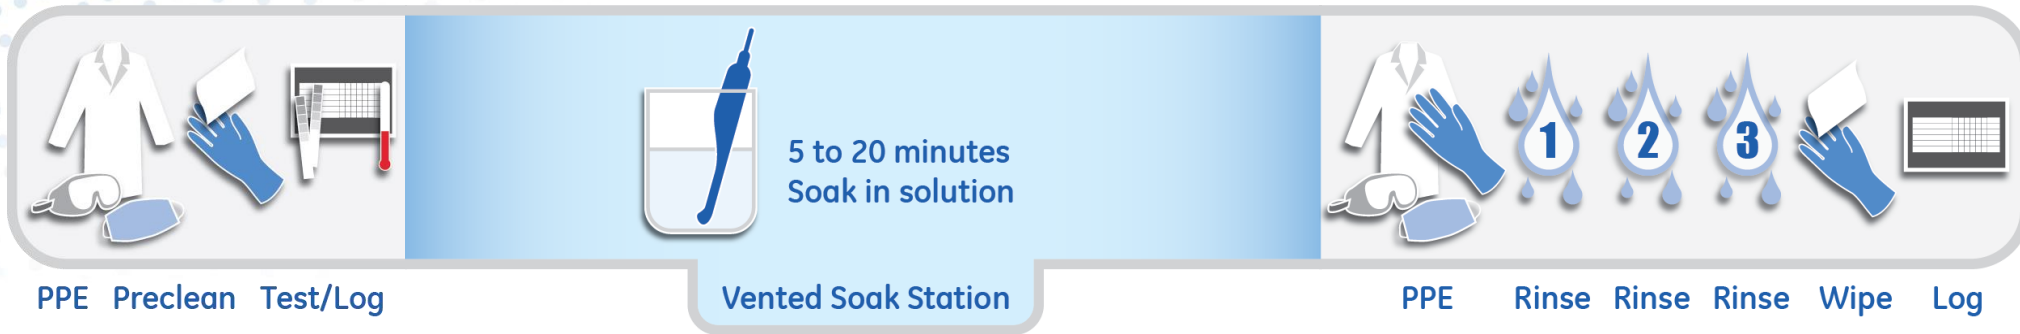 5 to 20 minutes
Soak in solution
1 2 3
PPE Preclean Test/Log Vented Soak Station PPE Rinse Rinse Rinse Wipe Log